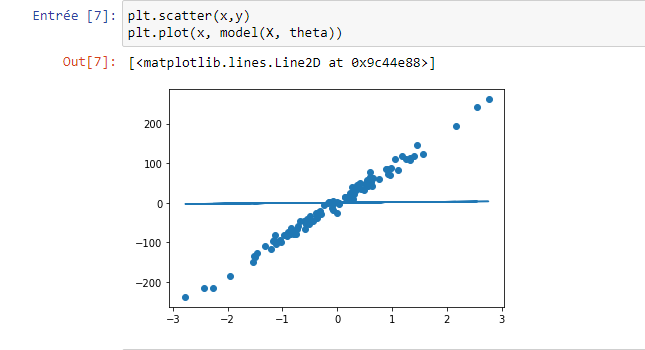 Entrée [7]: plt.scatter(x,y)
plt.plot(x, model(X, theta))
Out[7]: [<matplotlib.lines.Line2D at 0x9c44e88>]
200
100
0
−100
−200
−3 −2 −1 0 1 2 3